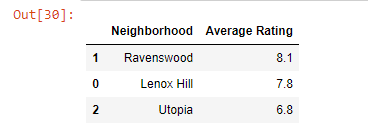 Out[30]:
Neighborhood Average Rating
1 Ravenswood 8.1
0 Lenox Hill 7.8
2 Utopia 6.8